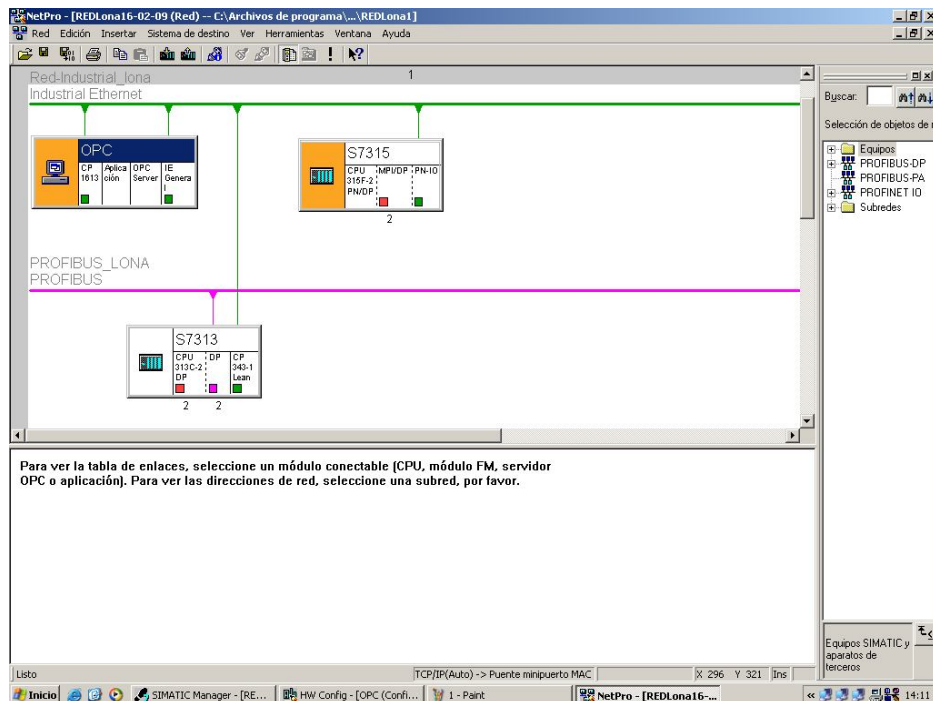 NetPro - [REDLona16-02-09 (Red) -- C:\Archivos de programa\...\REDLona1]
Red Edición Insertar Sistema de destino Ver Herramientas Ventana Ayuda
Red-Industrial_lona
1
Industrial Ethernet
OPC
CP 1613
Aplica ción
OPC Server
IE Genera l
S7315
CPU 315F-2 PN/DP
MPI/DP
PN-IO
2
PROFIBUS_LONA
PROFIBUS
S7313
CPU 313C-2 DP
DP
CP 343-1 Lean
2 2
Buscar:
Selección de objetos de
Equipos
PROFIBUS-DP
PROFIBUS-PA
PROFINET IO
Subredes
Para ver la tabla de enlaces, seleccione un módulo conectable (CPU, módulo FM, servidor
OPC o aplicación). Para ver las direcciones de red, seleccione una subred, por favor.
Equipos SIMATIC y
aparatos de
terceros
Listo
TCP/IP(Auto) -> Puente minipuerto MAC
X 296 Y 321 Ins
Inicio
SIMATIC Manager - [RE...
HW Config - [OPC (Confi...
1 - Paint
NetPro - [REDLona16-...
14:11